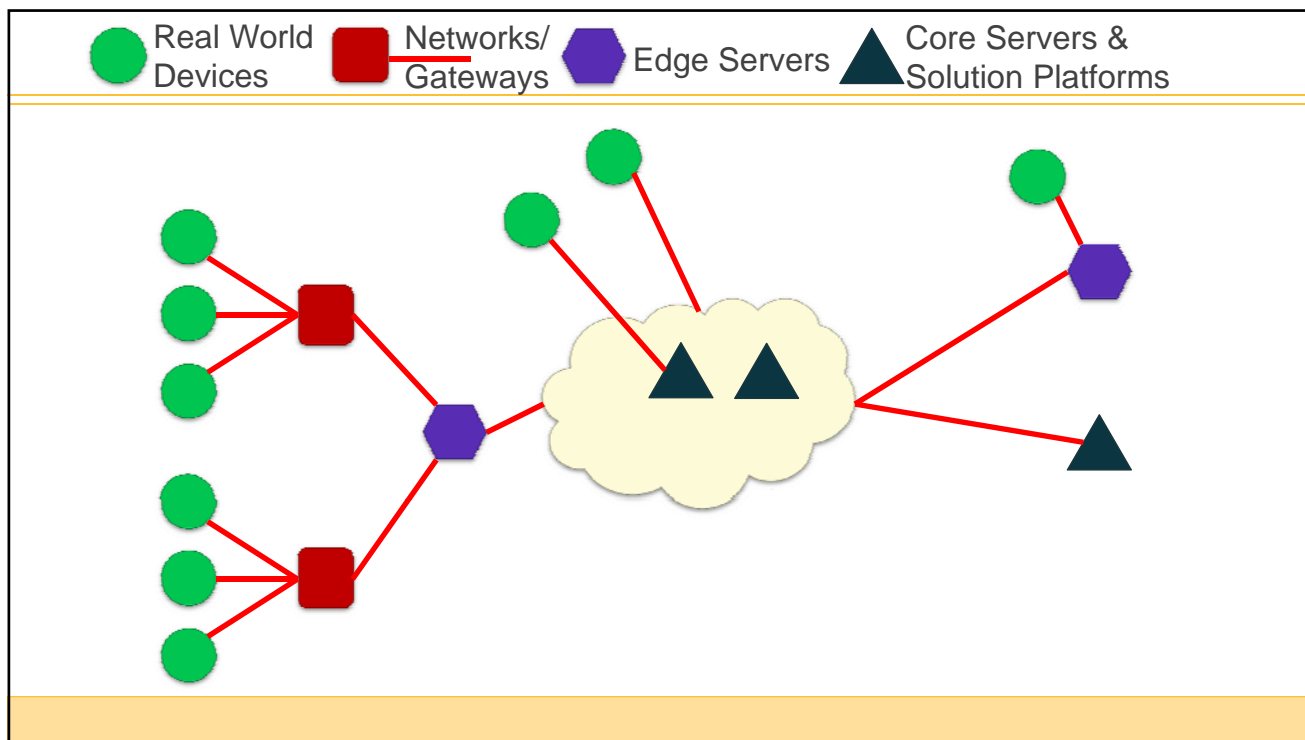 Real World
Devices
Networks/
Gateways
Edge Servers
Core Servers &
Solution Platforms